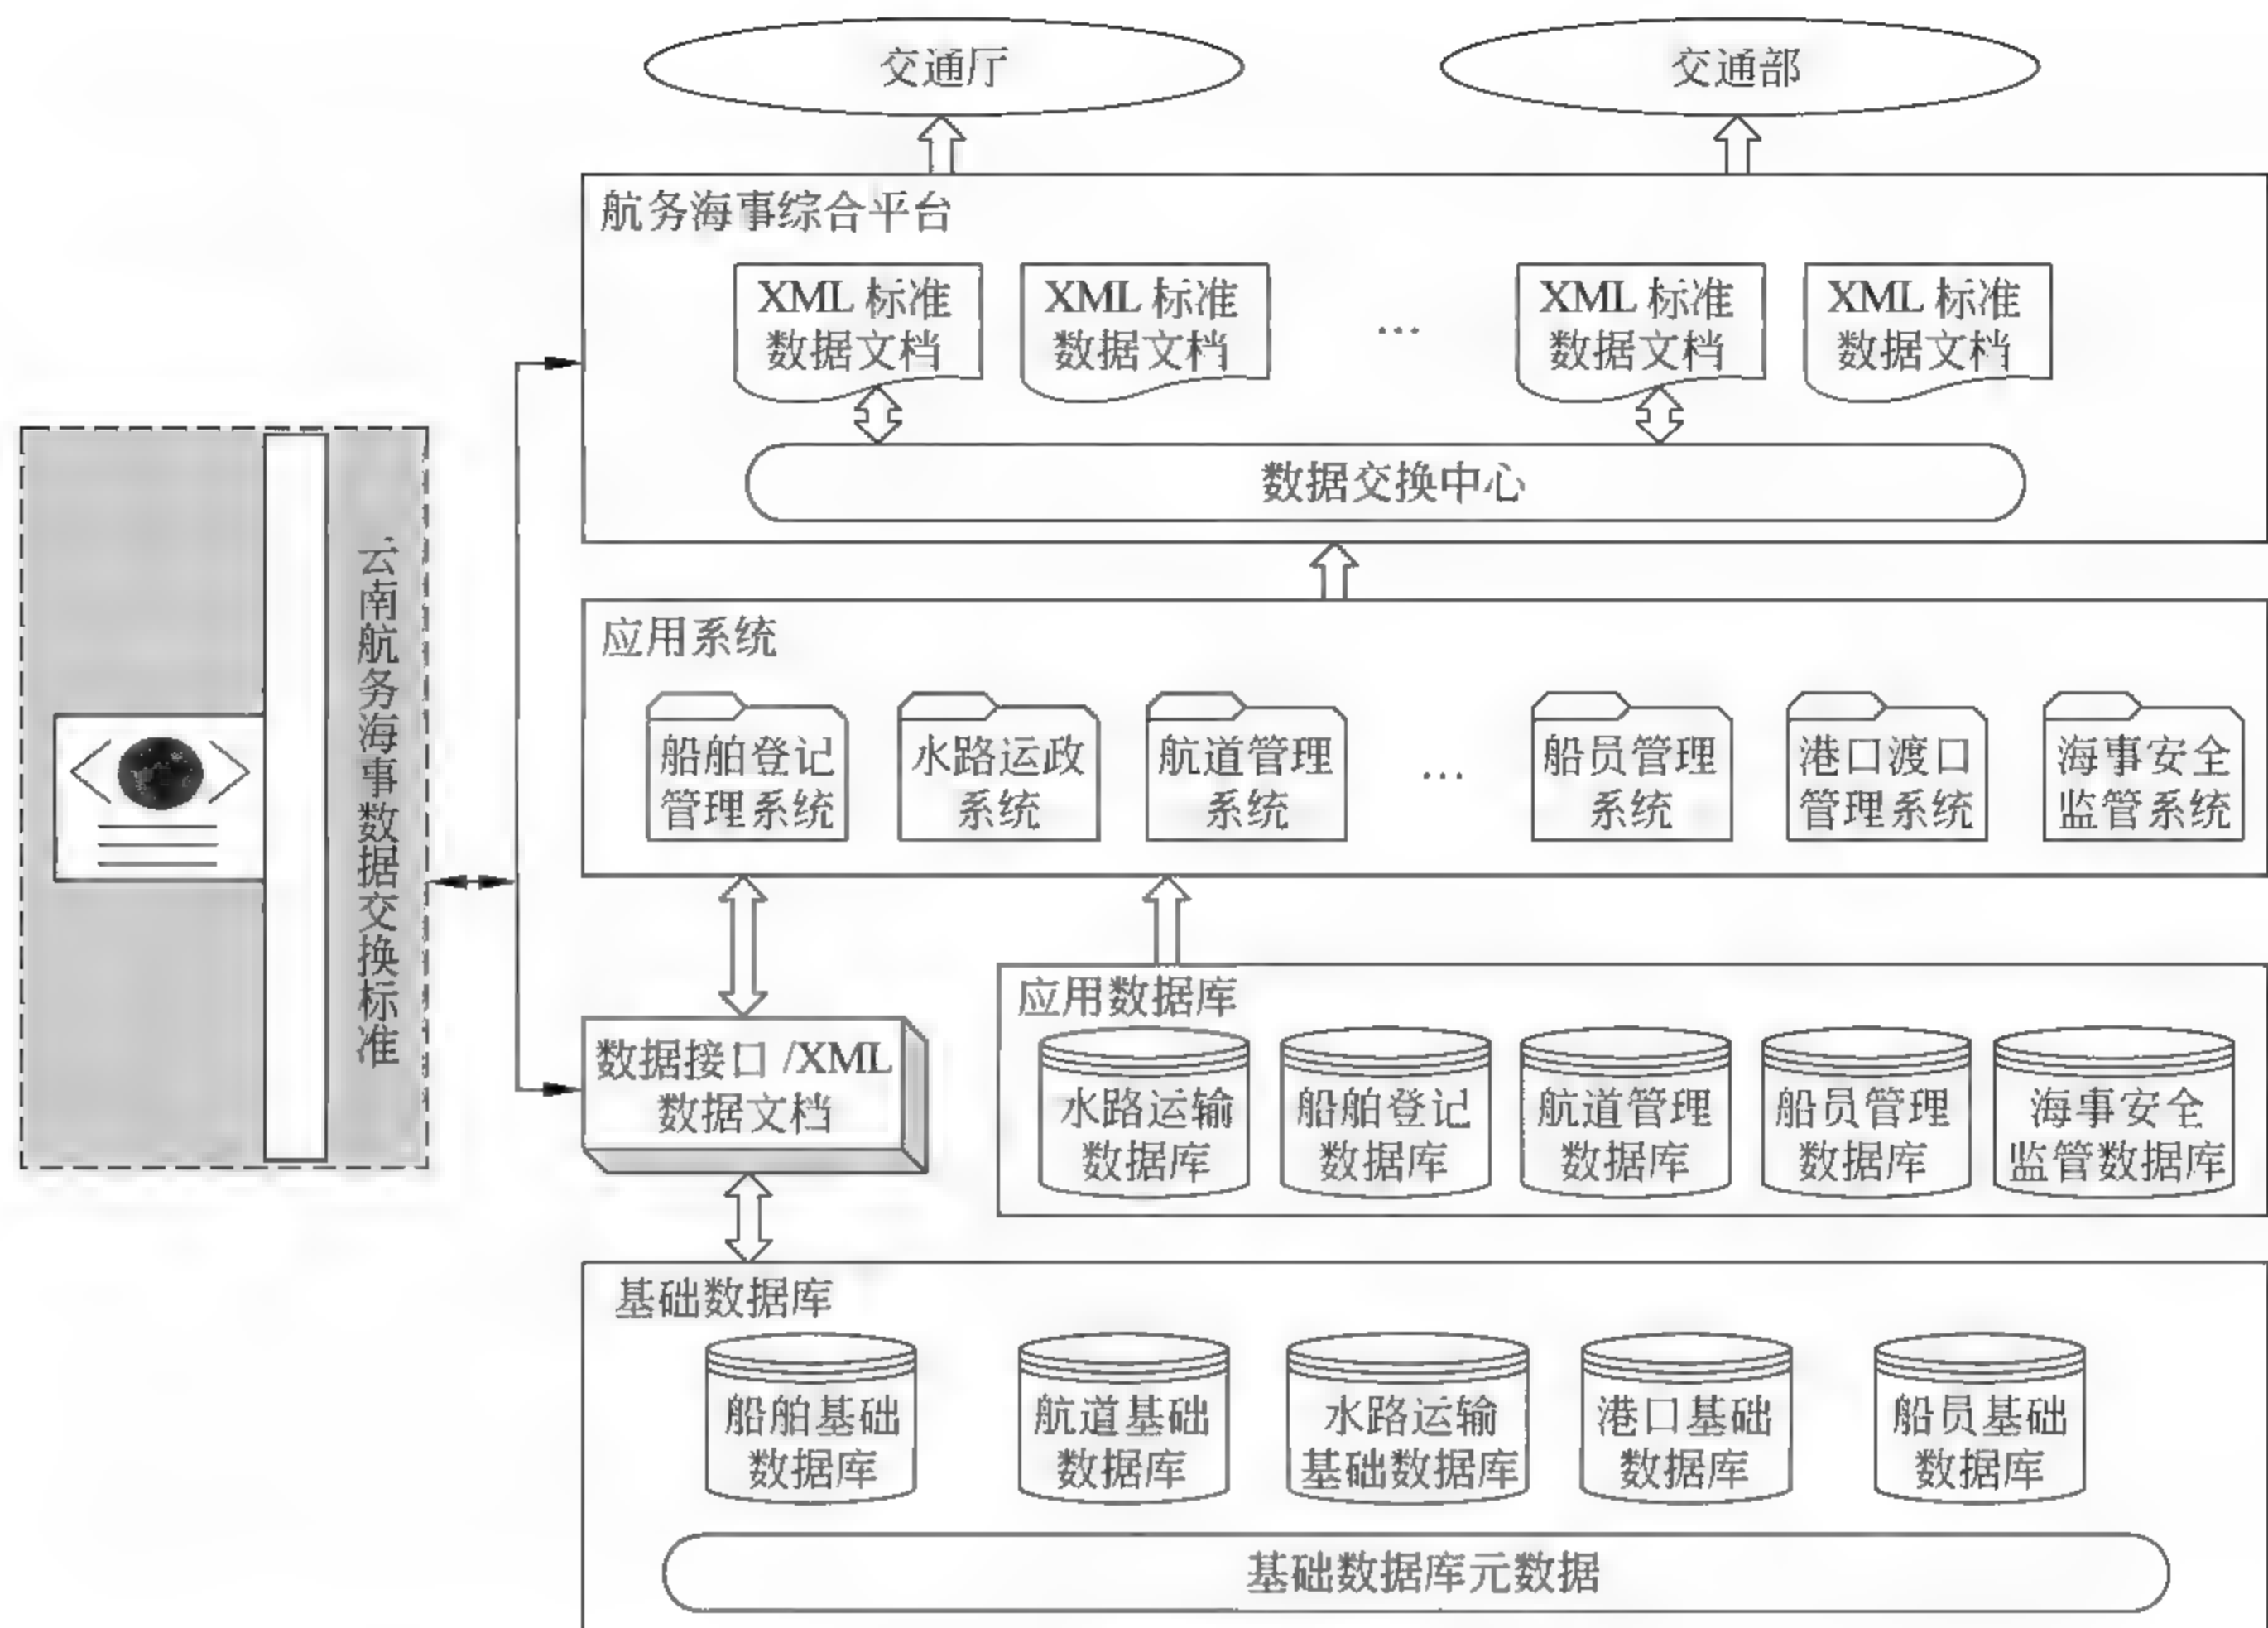 交通厅
交通部
航务海事综合平台
XML 标准
数据文档
XML 标准
数据文档
…
XML 标准
数据文档
XML 标准
数据文档
数据交换中心
云南航务海事数据交换标准
应用系统
船舶登记
管理系统
水路运政
系统
航道管理
系统
…
船员管理
系统
港口渡口
管理系统
海事安全
监管系统
数据接口 /XML
数据文档
应用数据库
水路运输
数据库
船舶登记
数据库
航道管理
数据库
船员管理
数据库
海事安全
监管数据库
基础数据库
船舶基础
数据库
航道基础
数据库
水路运输
基础数据库
港口基础
数据库
船员基础
数据库
基础数据库元数据